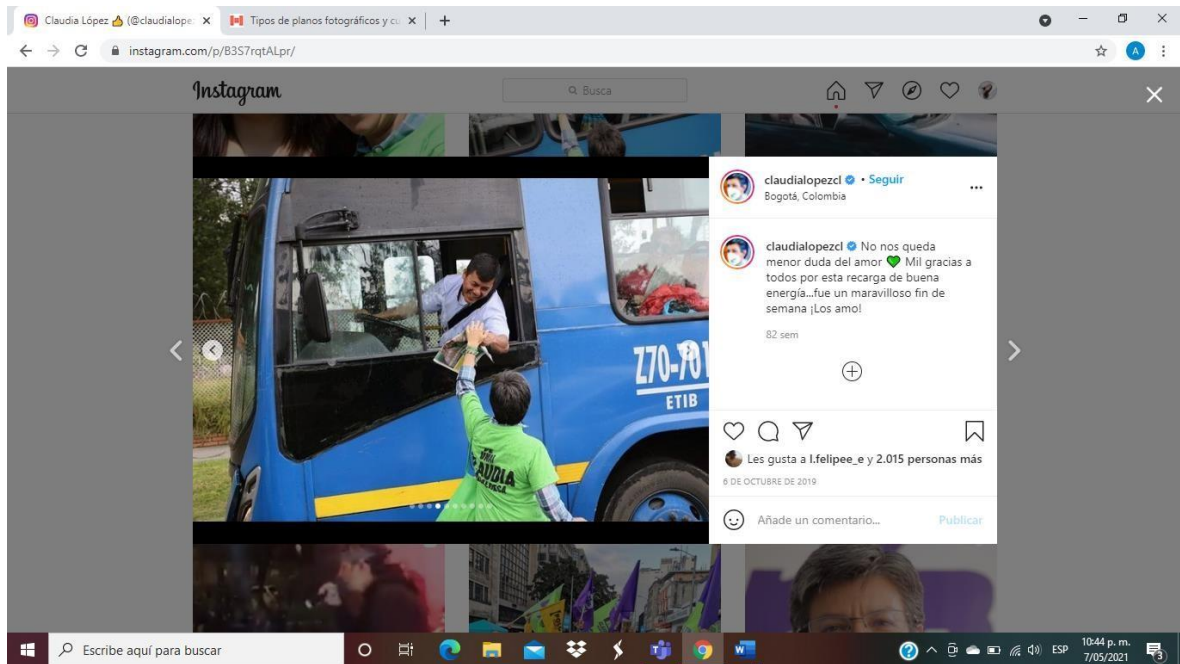 Claudia López 👍 (@claudialope
Tipos de planos fotográficos y cu
instagram.com/p/B3S7rqtALpr/
A
Instagram
Busca
claudialopezcl • Seguir
Bogotá, Colombia
claudialopezcl No nos queda
menor duda del amor 💚 Mil gracias a
todos por esta recarga de buena
energía...fue un maravilloso fin de
semana ¡Los amo!
82 sem
Z70-701
ETIB
CLAUDIA
Les gusta a l.felipee_e y 2.015 personas más
6 DE OCTUBRE DE 2019
Añade un comentario...
Publicar
Escribe aquí para buscar
ESP
10:44 p. m.
7/05/2021
3